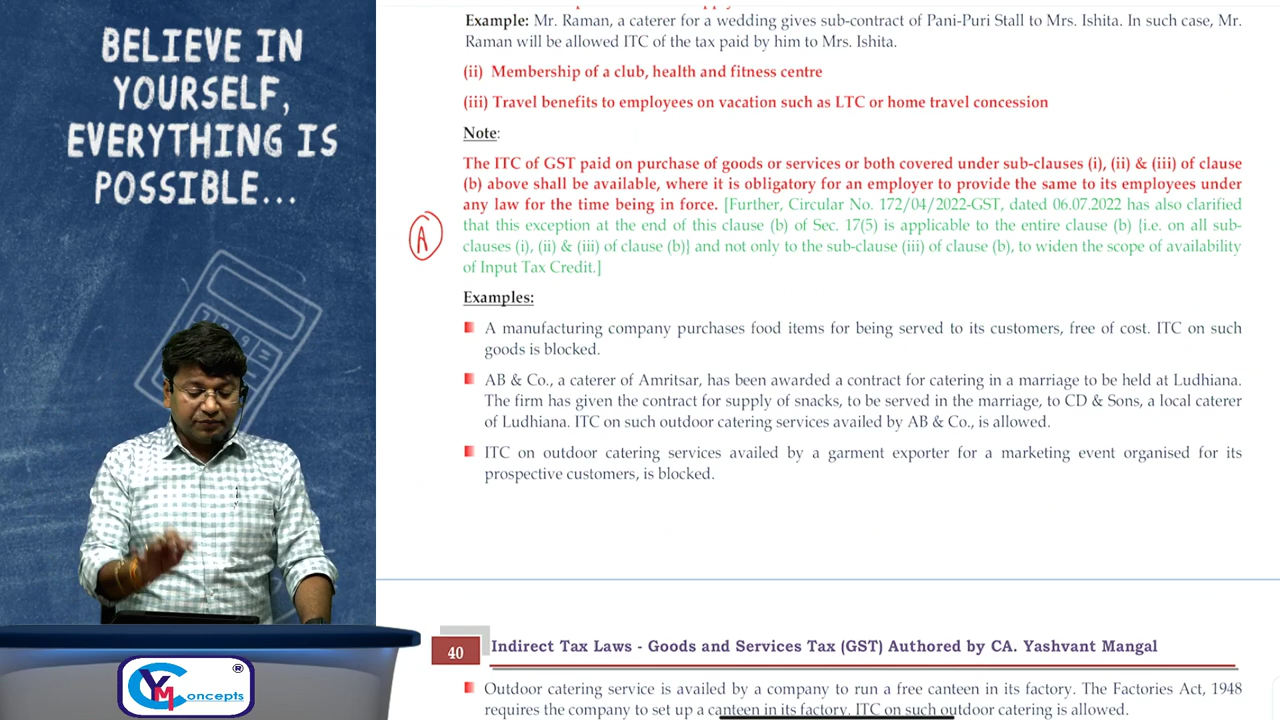 BELIEVE IN
YOURSELF,
EVERYTHING IS
POSSIBLE...
Example: Mr. Raman, a caterer for a wedding gives sub-contract of Pani-Puri Stall to Mrs. Ishita. In such case, Mr.
Raman will be allowed ITC of the tax paid by him to Mrs. Ishita.
(ii) Membership of a club, health and fitness centre
(iii) Travel benefits to employees on vacation such as LTC or home travel concession
Note:
The ITC of GST paid on purchase of goods or services or both covered under sub-clauses (i), (ii) & (iii) of clause
(b) above shall be available, where it is obligatory for an employer to provide the same to its employees under
any law for the time being in force. [Further, Circular No. 172/04/2022-GST, dated 06.07.2022 has also clarified
that this exception at the end of this clause (b) of Sec. 17(5) is applicable to the entire clause (b) {i.e. on all sub-
clauses (i), (ii) & (iii) of clause (b)} and not only to the sub-clause (iii) of clause (b), to widen the scope of availability
of Input Tax Credit.]
A
Examples:
A manufacturing company purchases food items for being served to its customers, free of cost. ITC on such
goods is blocked.
AB & Co., a caterer of Amritsar, has been awarded a contract for catering in a marriage to be held at Ludhiana.
The firm has given the contract for supply of snacks, to be served in the marriage, to CD & Sons, a local caterer
of Ludhiana. ITC on such outdoor catering services availed by AB & Co., is allowed.
ITC on outdoor catering services availed by a garment exporter for a marketing event organised for its
prospective customers, is blocked.
40 Indirect Tax Laws - Goods and Services Tax (GST) Authored by CA. Yashvant Mangal
Outdoor catering service is availed by a company to run a free canteen in its factory. The Factories Act, 1948
requires the company to set up a canteen in its factory. ITC on such outdoor catering is allowed.
YM Concepts ®